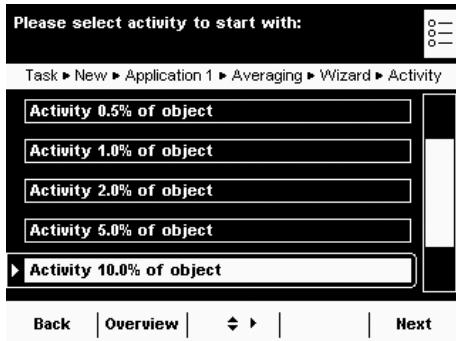 Please select activity to start with:
Task ▸ New ▸ Application 1 ▸ Averaging ▸ Wizard ▸ Activity
Activity 0.5% of object
Activity 1.0% of object
Activity 2.0% of object
Activity 5.0% of object
Activity 10.0% of object
Back Overview Next